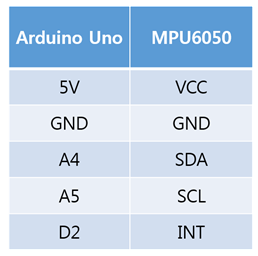 Arduino Uno MPU6050
5V VCC
GND GND
A4 SDA
A5 SCL
D2 INT